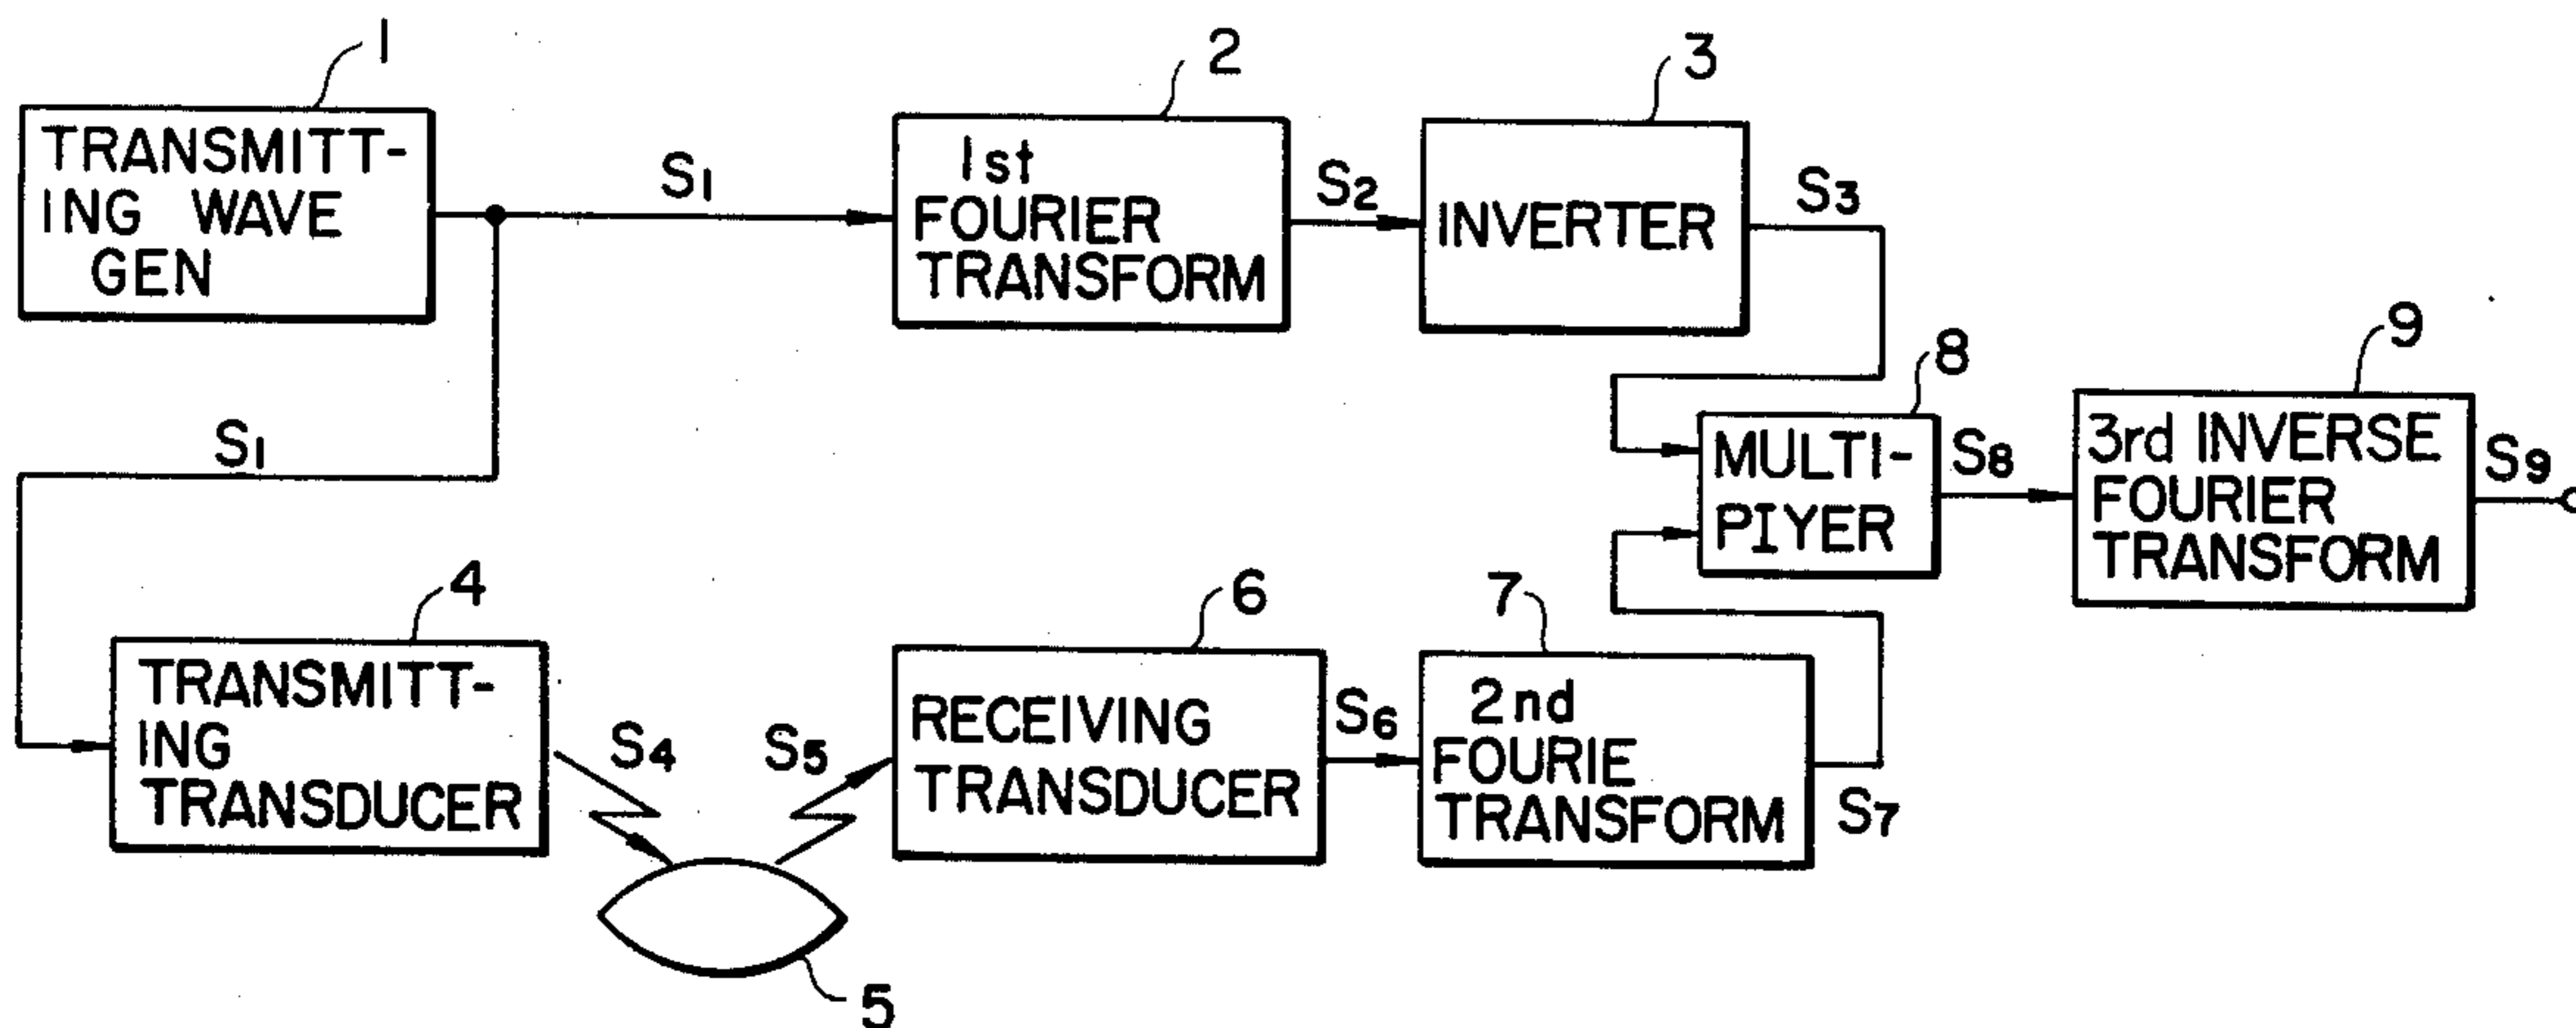 1
TRANSMITT-
ING WAVE
GEN
S1
2
1st
FOURIER
TRANSFORM
S2
3
INVERTER
S3
S1
4
TRANSMITT-
ING
TRANSDUCER
S4
5
S5
6
RECEIVING
TRANSDUCER
S6
7
2nd
FOURIE
TRANSFORM
S7
8
MULTI-
PIYER
S8
9
3rd INVERSE
FOURIER
TRANSFORM
S9